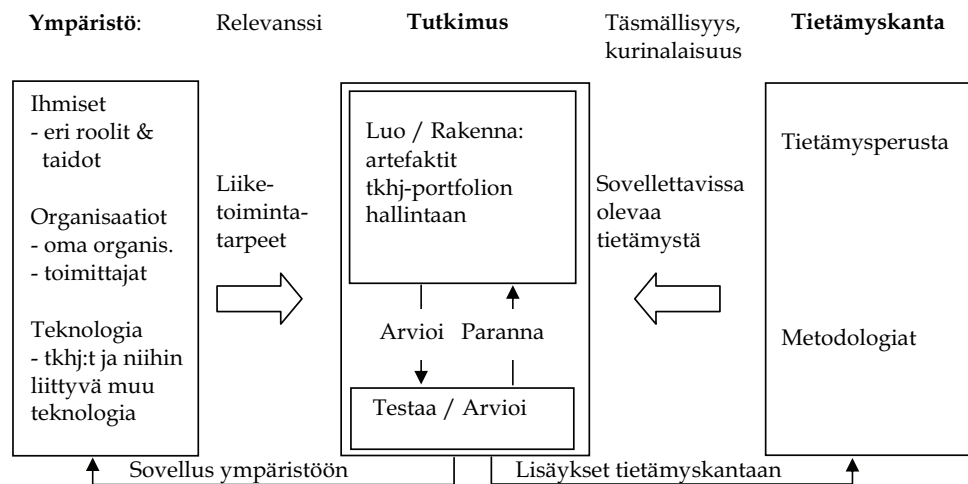 Ympäristö:
Relevanssi
Tutkimus
Täsmällisyys,
kurinalaisuus
Tietämyskanta
Ihmiset
- eri roolit &
taidot
Organisaatiot
- oma organis.
- toimittajat
Teknologia
- tkhj:t ja niihin
liittyvä muu
teknologia
Liike-
toiminta-
tarpeet
Luo / Rakenna:
artefaktit
tkhj-portfolion
hallintaan
Arvioi
Paranna
Testaa / Arvioi
Sovellettavissa
olevaa
tietämystä
Tietämysperusta
Metodologiat
Sovellus ympäristöön
Lisäykset tietämyskantaan